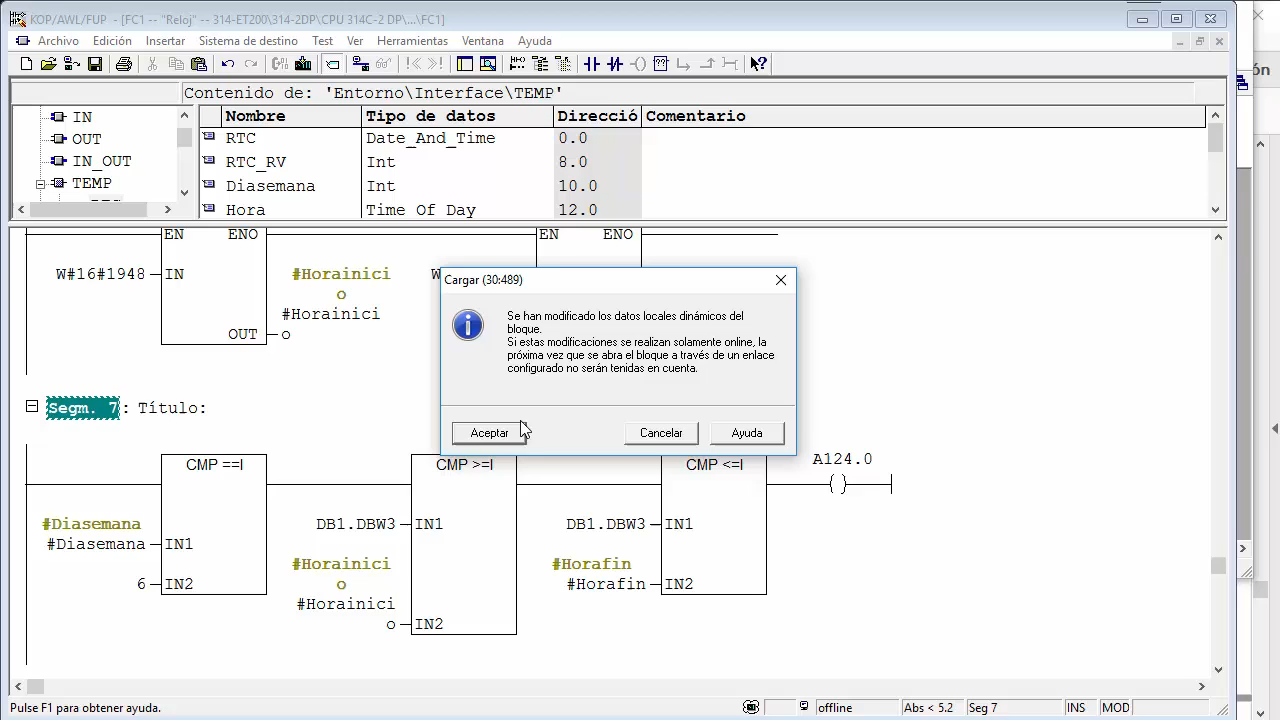 KOP/AWL/FUP - [FC1 -- "Reloj" -- 314-ET200\314-2DP\CPU 314C-2 DP\...\FC1]
Archivo Edición Insertar Sistema de destino Test Ver Herramientas Ventana Ayuda
ón
Contenido de: 'Entorno\Interface\TEMP'
IN
OUT
IN_OUT
TEMP
Nombre Tipo de datos Direcció Comentario
RTC Date_And_Time 0.0
RTC_RV Int 8.0
Diasemana Int 10.0
Hora Time Of Day 12.0
EN ENO EN ENO
W#16#1948 IN #Horainici
o
#Horainici
OUT o
Cargar (30:489)
Se han modificado los datos locales dinámicos del
bloque.
Si estas modificaciones se realizan solamente online, la
próxima vez que se abra el bloque a través de un enlace
configurado no serán tenidas en cuenta.
Aceptar Cancelar Ayuda
Segm. 7: Título:
CMP ==I CMP >=I CMP <=I A124.0
#Diasemana DB1.DBW3 IN1 DB1.DBW3 IN1
#Diasemana IN1
#Horainici #Horafin
6 IN2 o #Horafin IN2
#Horainici
o IN2
Pulse F1 para obtener ayuda. offline Abs < 5.2 Seg 7 INS MOD